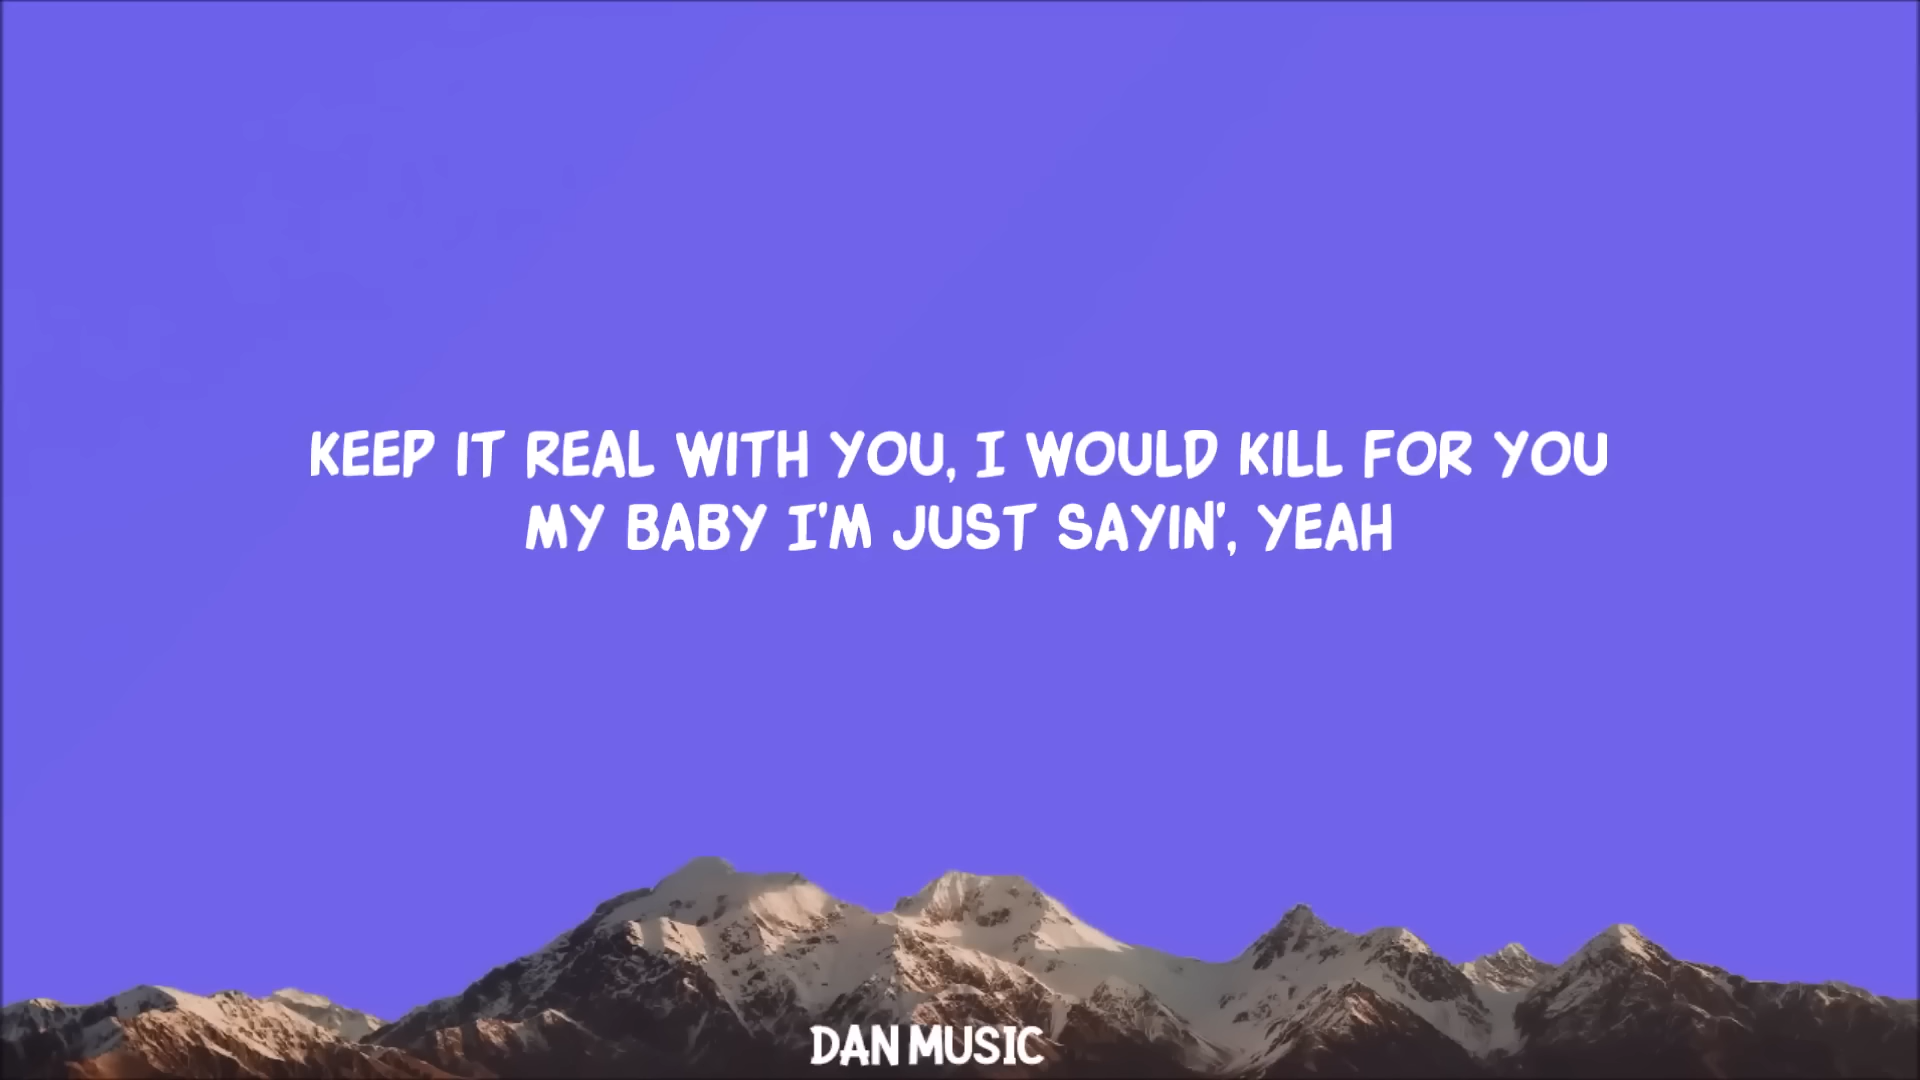 KEEP IT REAL WITH YOU, I WOULD KILL FOR YOU
MY BABY I'M JUST SAYIN', YEAH
DAN MUSIC